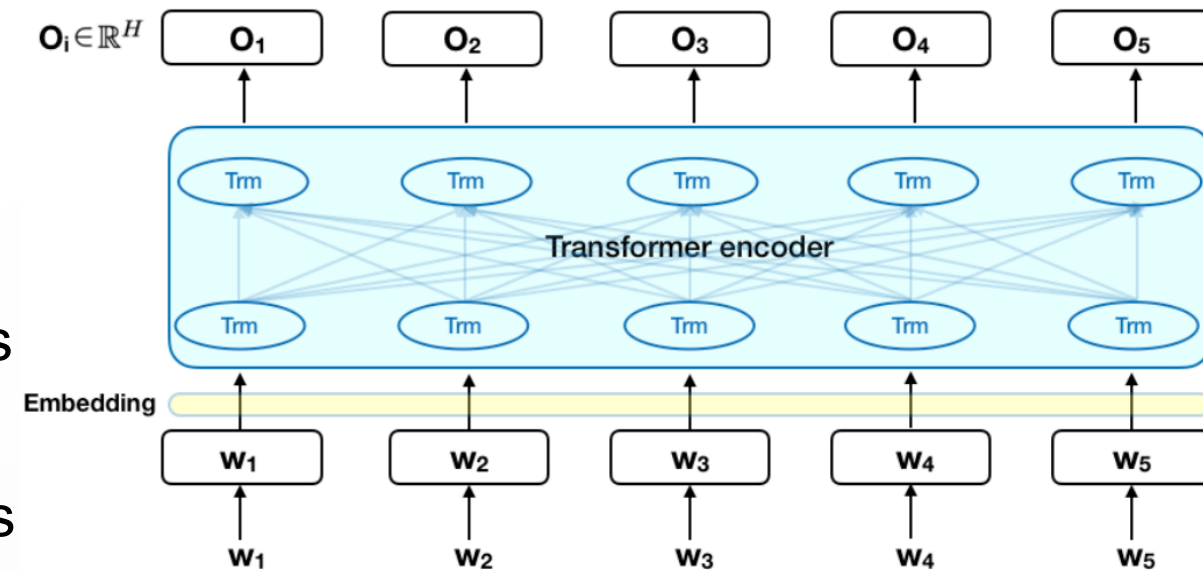 Oᵢ∈ℝᴴ O₁ O₂ O₃ O₄ O₅
Trm Trm Trm Trm Trm
Transformer encoder
Trm Trm Trm Trm Trm
s
Embedding
w₁ w₂ w₃ w₄ w₅
s
w₁ w₂ w₃ w₄ w₅